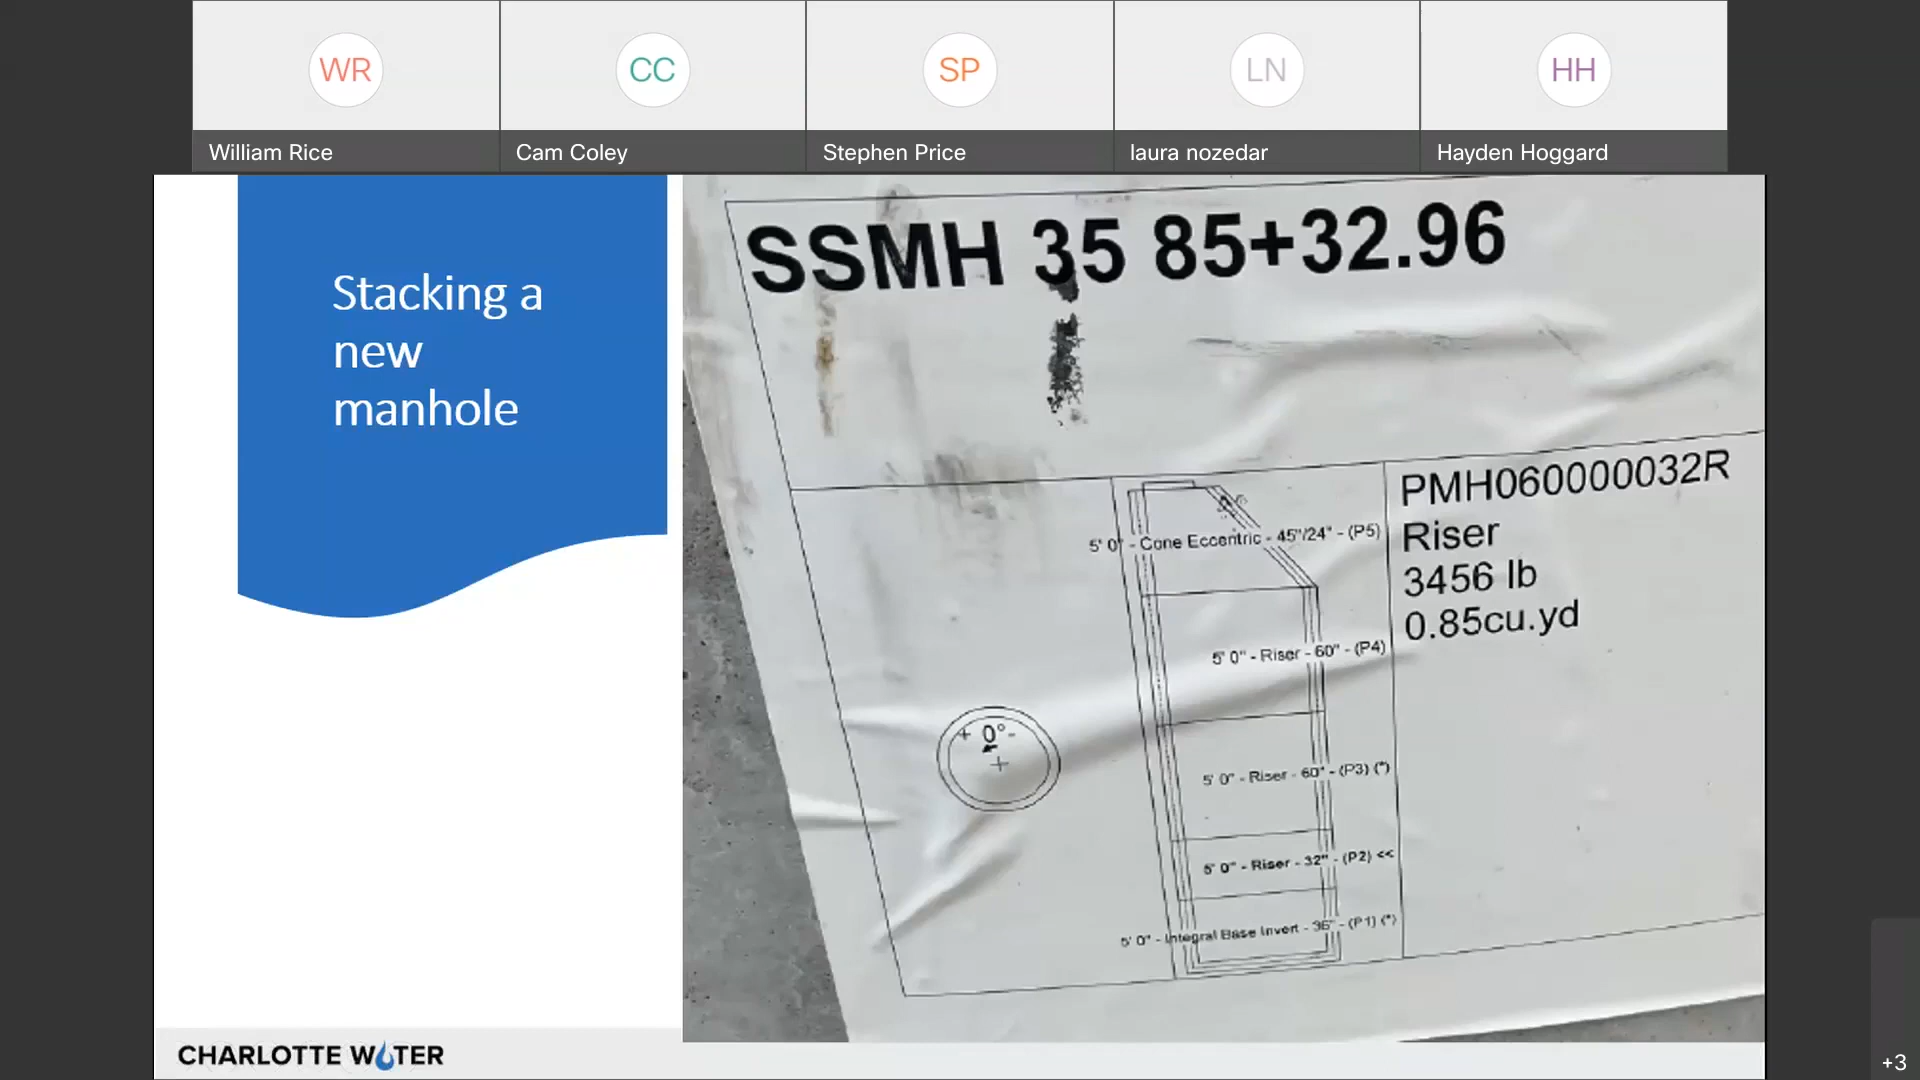 WR
CC
SP
LN
HH
William Rice
Cam Coley
Stephen Price
laura nozedar
Hayden Hoggard
Stacking a
new
manhole
SSMH 35 85+32.96
PMH060000032R
Riser
3456 lb
0.85cu.yd
5' 0" - Cone Eccentric - 45"/24" - (P5)
5' 0" - Riser - 60" - (P4)
+ 0° -
5' 0" - Riser - 60" - (P3) (*)
5' 0" - Riser - 32" - (P2) <<
5' 0" - Integral Base Invert - 36" - (P1) (*)
CHARLOTTE WATER
+3